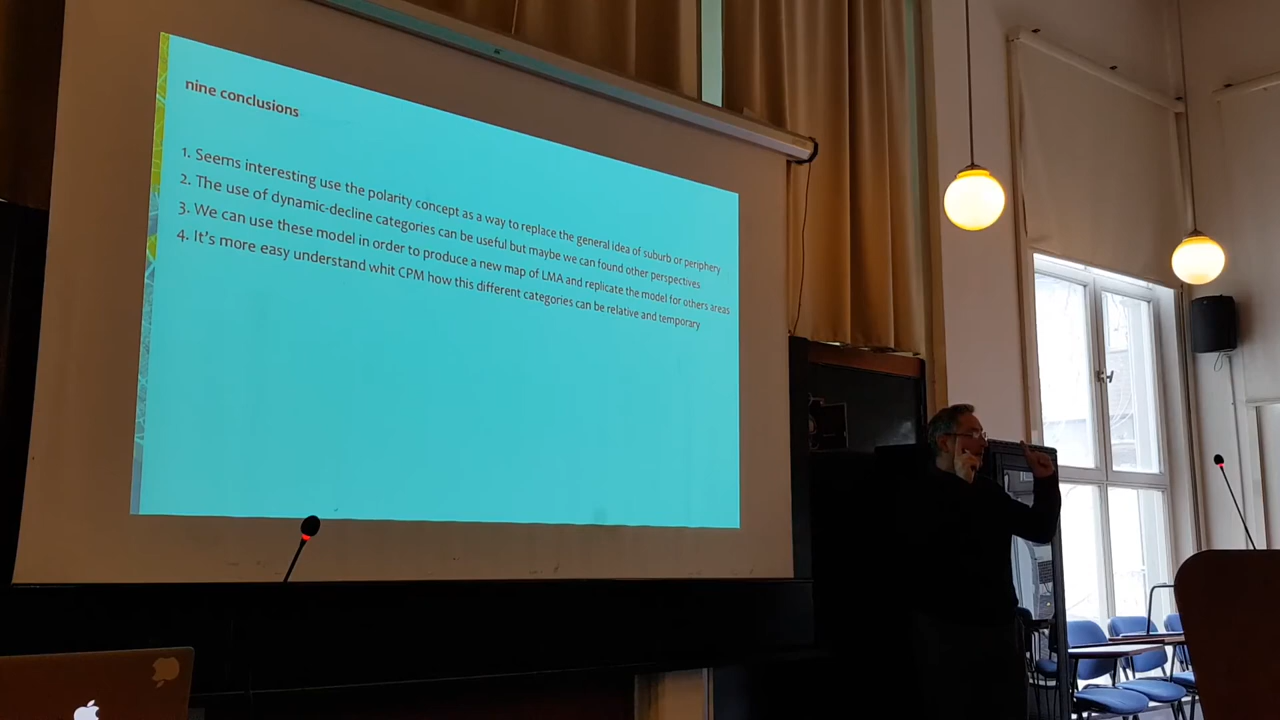 nine conclusions
1. Seems interesting use the polarity concept as a way to replace the general idea of suburb or periphery
2. The use of dynamic-decline categories can be useful but maybe we can found other perspectives
3. We can use these model in order to produce a new map of LMA and replicate the model for others areas
4. It's more easy understand whit CPM how this different categories can be relative and temporary